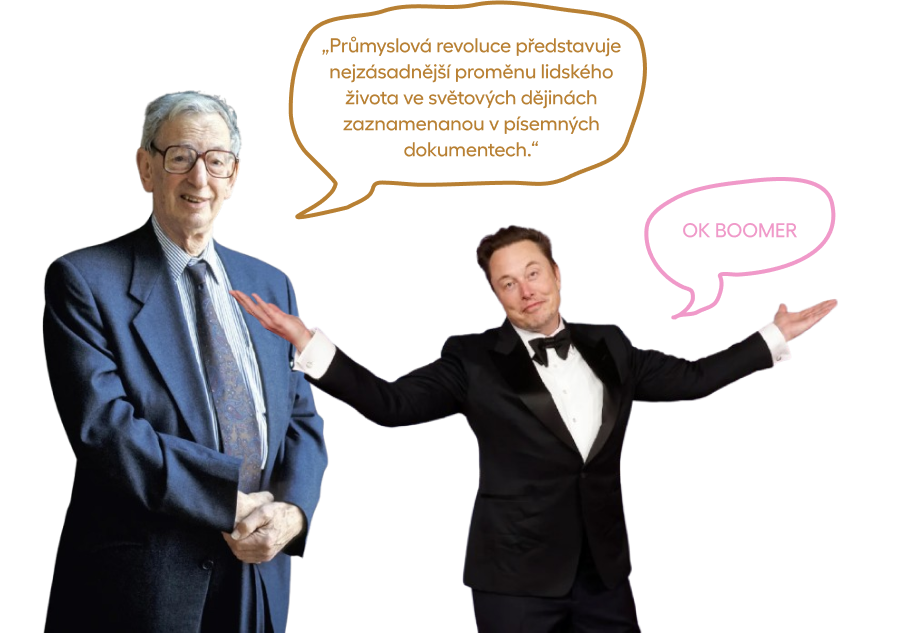 „Průmyslová revoluce představuje
nejzásadnější proměnu lidského
života ve světových dějinách
zaznamenanou v písemných
dokumentech.“
OK BOOMER